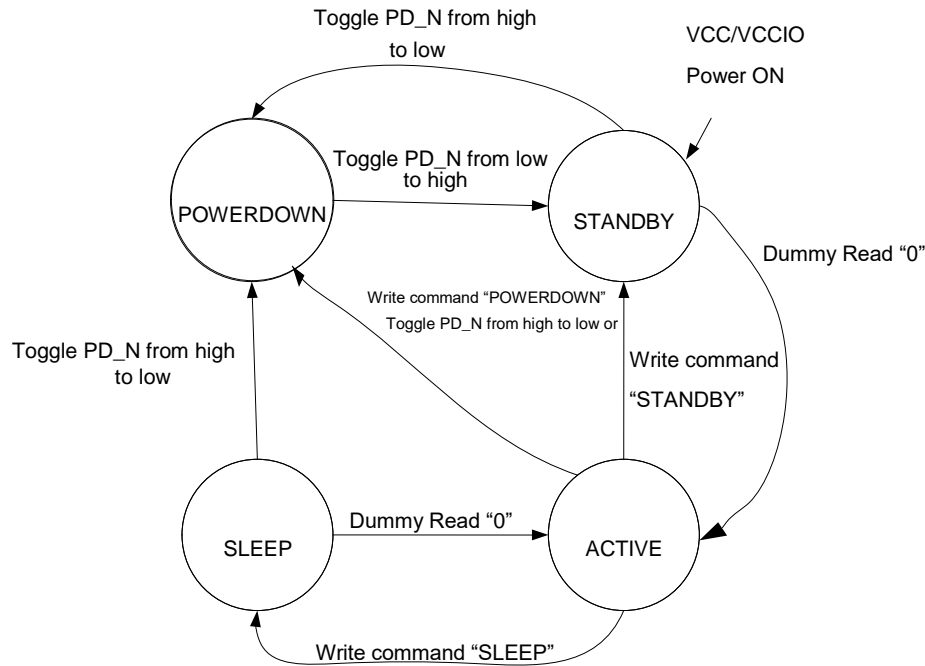 Toggle PD_N from high
to low
VCC/VCCIO
Power ON
Toggle PD_N from low
to high
POWERDOWN
STANDBY
Dummy Read “0”
Write command “POWERDOWN”
Toggle PD_N from high to low or
Toggle PD_N from high
to low
Write command
“STANDBY”
SLEEP
Dummy Read “0”
ACTIVE
Write command “SLEEP”